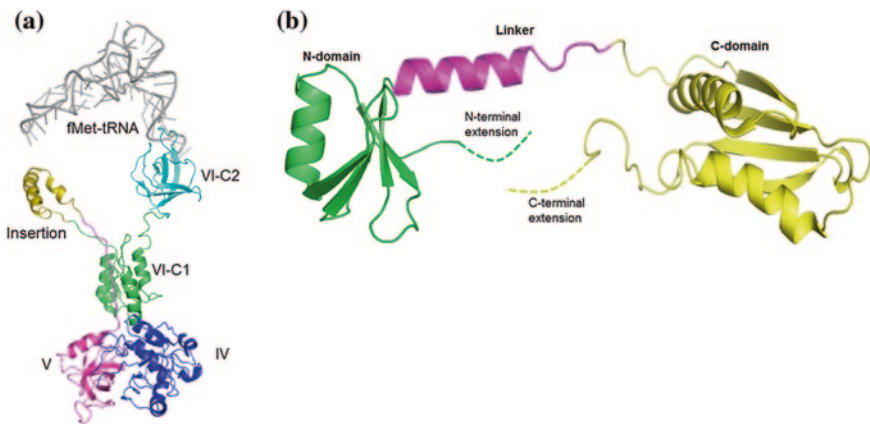 (a)
fMet-tRNA
VI-C2
Insertion
VI-C1
V
IV
(b)
Linker
N-domain
C-domain
N-terminal
extension
C-terminal
extension